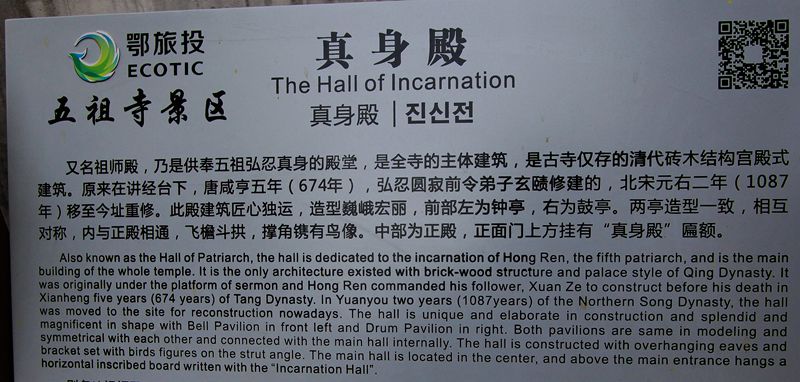 鄂旅投
ECOTIC
五祖寺景区
真身殿
The Hall of Incarnation
真身殿 | 진신전
又名祖师殿，乃是供奉五祖弘忍真身的殿堂，是全寺的主体建筑，是古寺仅存的清代砖木结构宫殿式
建筑。原来在讲经台下，唐咸亨五年（674年），弘忍圆寂前令弟子玄赜修建的，北宋元右二年（1087
年）移至今址重修。此殿建筑匠心独运，造型巍峨宏丽，前部左为钟亭，右为鼓亭。两亭造型一致，相互
对称，内与正殿相通，飞檐斗拱，撑角镌有鸟像。中部为正殿，正面门上方挂有“真身殿”匾额。
Also known as the Hall of Patriarch, the hall is dedicated to the incarnation of Hong Ren, the fifth patriarch, and is the main
building of the whole temple. It is the only architecture existed with brick-wood structure and palace style of Qing Dynasty. It
was originally under the platform of sermon and Hong Ren commanded his follower, Xuan Ze to construct before his death in
Xianheng five years (674 years) of Tang Dynasty. In Yuanyou two years (1087years) of the Northern Song Dynasty, the hall
was moved to the site for reconstruction nowadays. The hall is unique and elaborate in construction and splendid and
magnificent in shape with Bell Pavilion in front left and Drum Pavilion in right. Both pavilions are same in modeling and
symmetrical with each other and connected with the main hall internally. The hall is constructed with overhanging eaves and
bracket set with birds figures on the strut angle. The main hall is located in the center, and above the main entrance hangs a
horizontal inscribed board written with the “Incarnation Hall”.